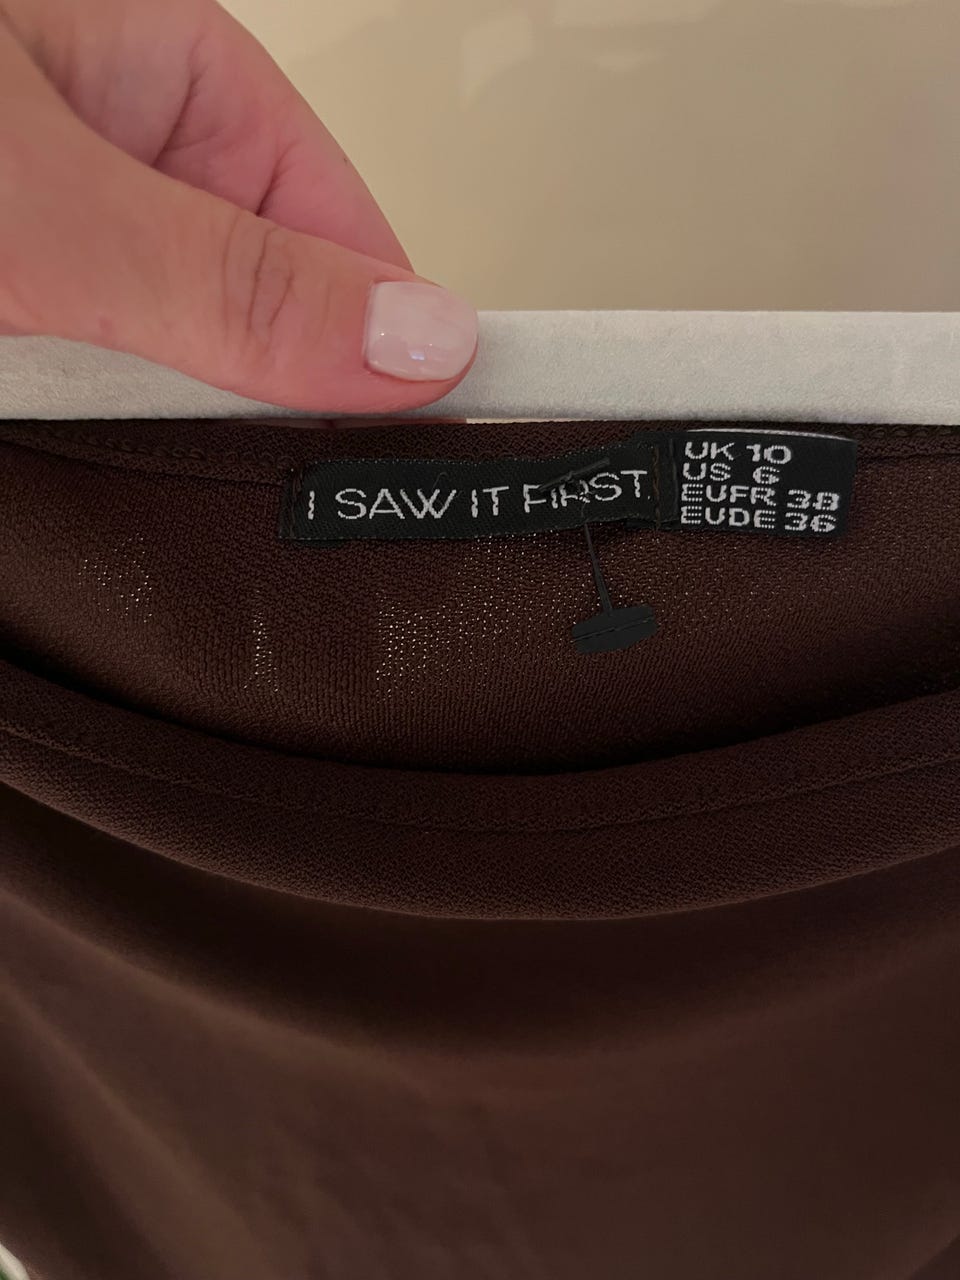 I SAW IT FIRST.
UK 10
US 6
EUFR 38
EUDE 36